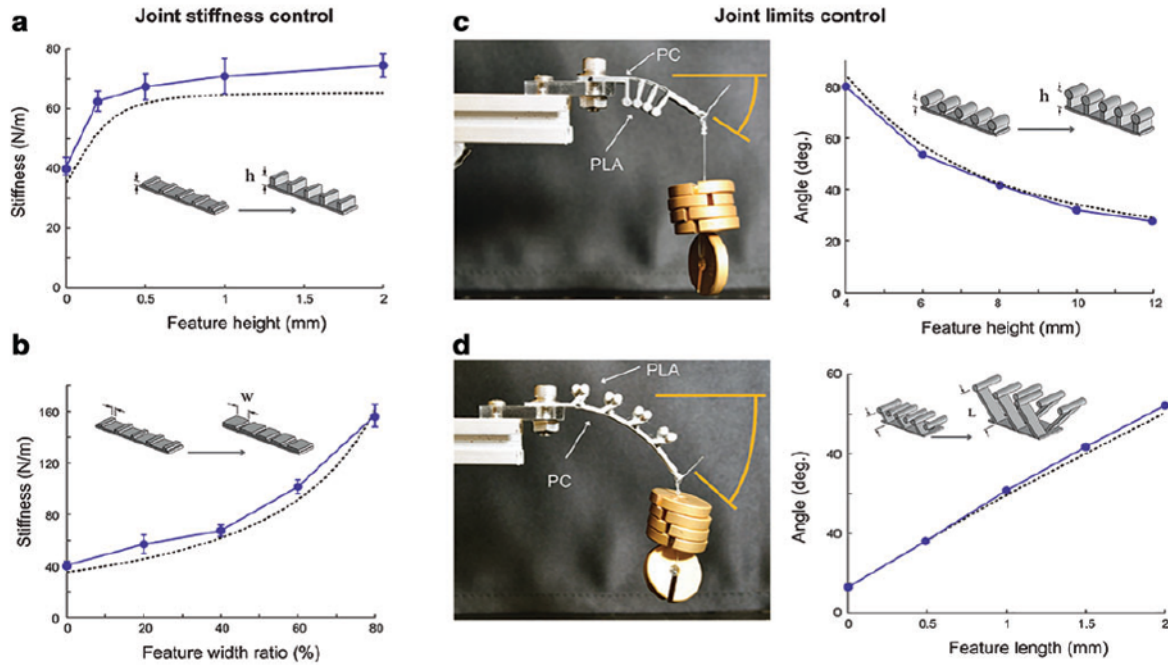 Joint stiffness control
Joint limits control
a
80
60
40
20
0
Stiffness (N/m)
h
0
0.5
1
1.5
2
Feature height (mm)
b
160
120
80
40
0
Stiffness (N/m)
W
0
20
40
60
80
Feature width ratio (%)
c
PC
PLA
80
60
40
20
0
Angle (deg.)
h
4
6
8
10
12
Feature height (mm)
d
PLA
PC
60
40
0
Angle (deg.)
L
0
0.5
1
1.5
2
Feature length (mm)